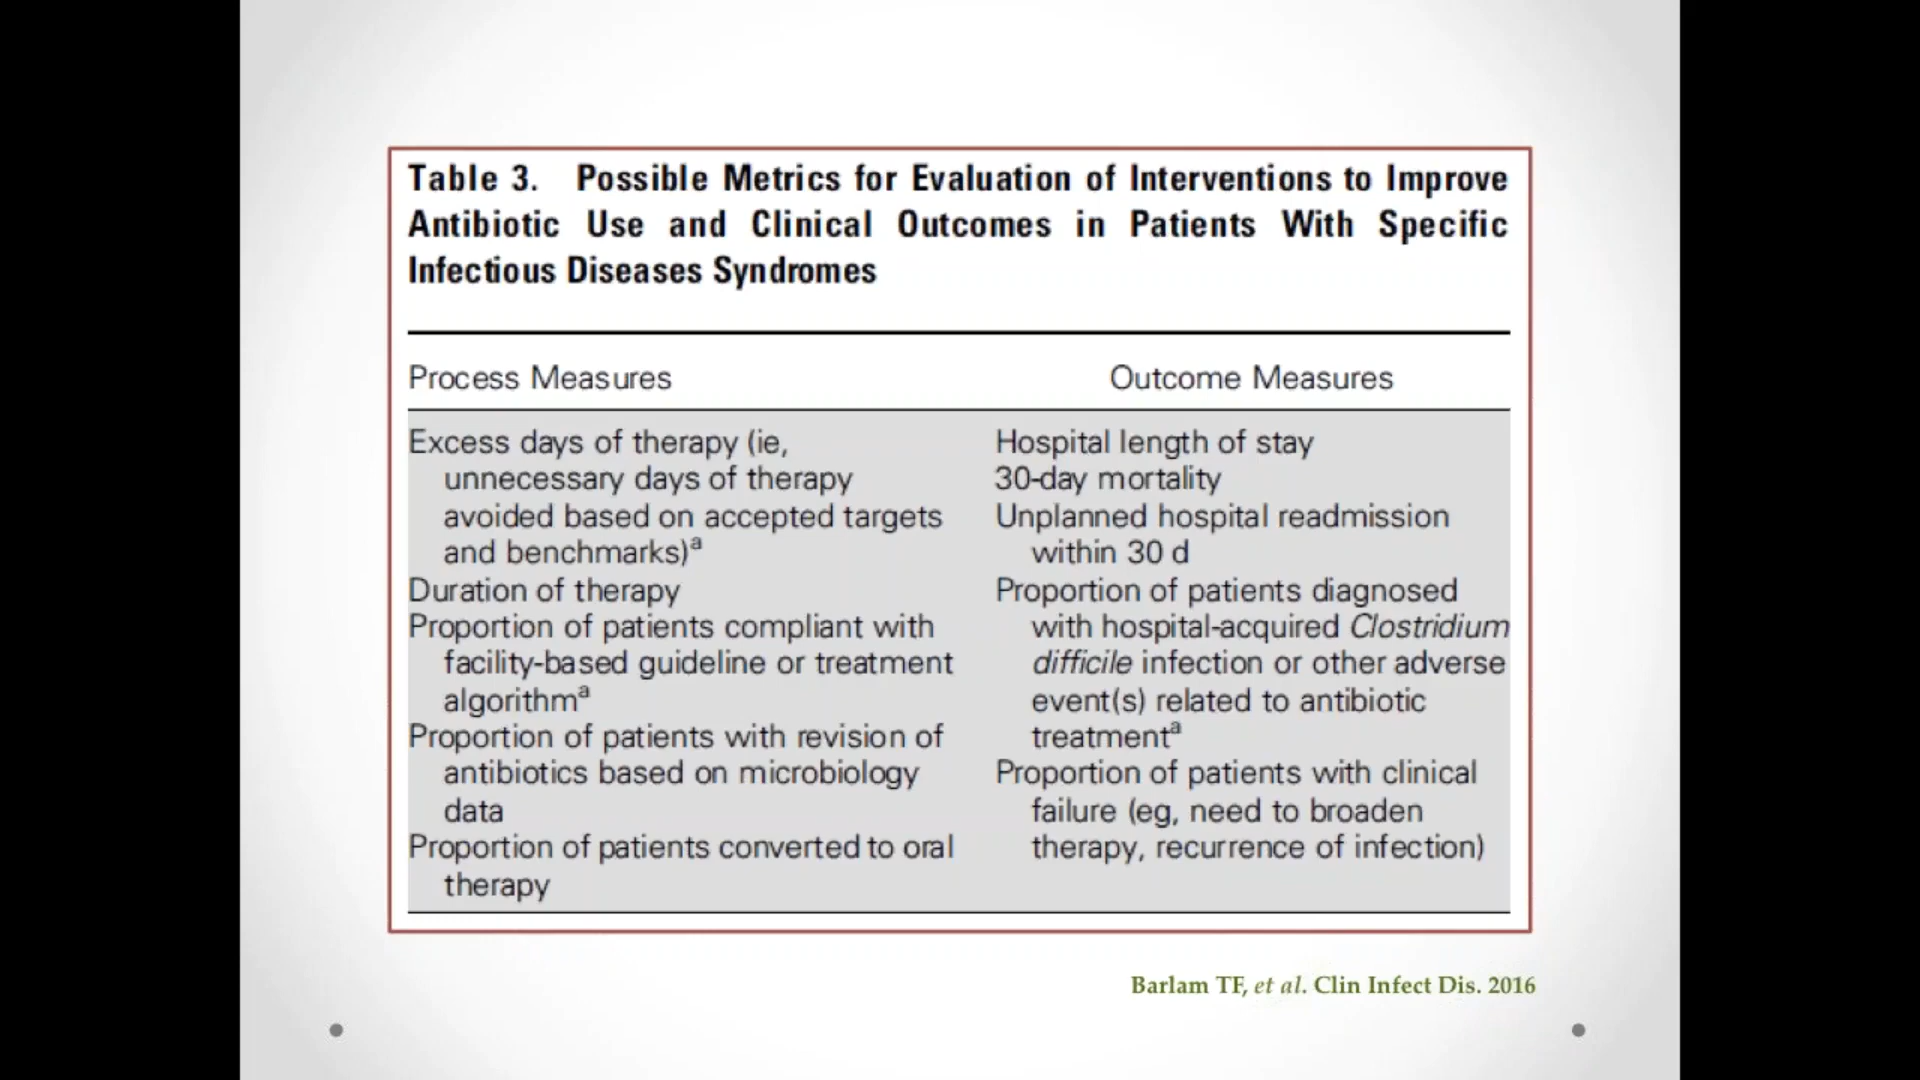 Table 3. Possible Metrics for Evaluation of Interventions to Improve
Antibiotic Use and Clinical Outcomes in Patients With Specific
Infectious Diseases Syndromes
Process Measures
Excess days of therapy (ie,
unnecessary days of therapy
avoided based on accepted targets
and benchmarks)ª
Duration of therapy
Proportion of patients compliant with
facility-based guideline or treatment
algorithmª
Proportion of patients with revision of
antibiotics based on microbiology
data
Proportion of patients converted to oral
therapy
Outcome Measures
Hospital length of stay
30-day mortality
Unplanned hospital readmission
within 30 d
Proportion of patients diagnosed
with hospital-acquired Clostridium
difficile infection or other adverse
event(s) related to antibiotic
treatmentª
Proportion of patients with clinical
failure (eg, need to broaden
therapy, recurrence of infection)
Barlam TF, et al. Clin Infect Dis. 2016